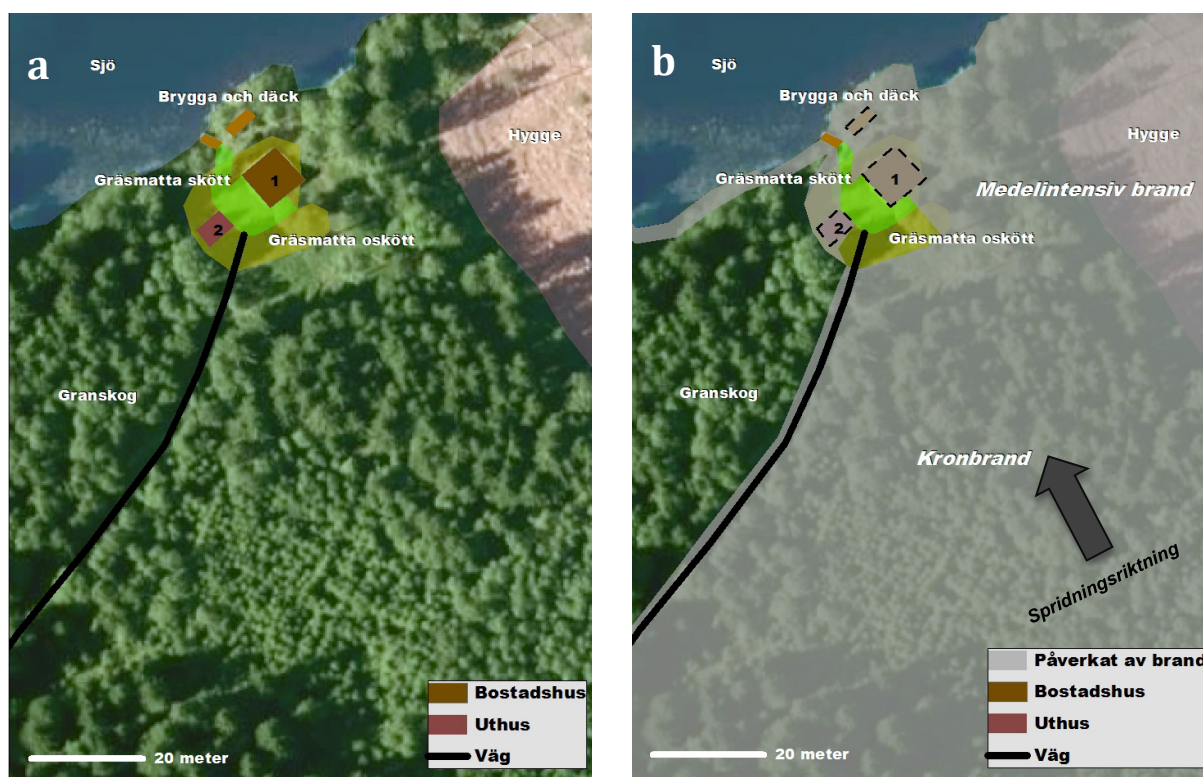 a
Sjö
Brygga och däck
Hygge
Gräsmatta skött
1
2
Gräsmatta oskött
Granskog
Bostadshus
Uthus
Väg
20 meter
b
Sjö
Brygga och däck
Hygge
Gräsmatta skött
1
Medelintensiv brand
2
Gräsmatta oskött
Granskog
Kronbrand
Spridningsriktning
Påverkat av brand
Bostadshus
Uthus
Väg
20 meter